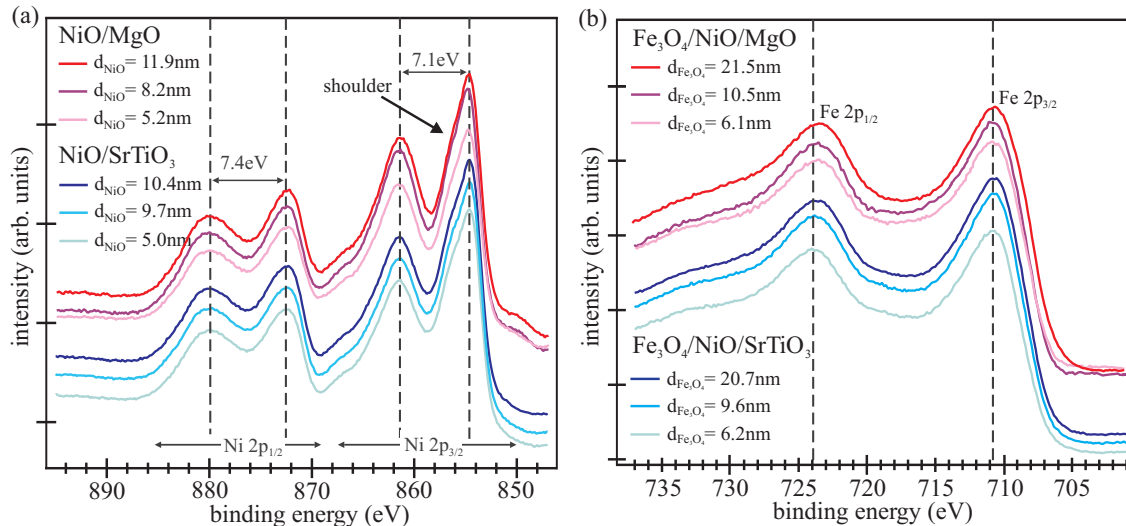 (a)
NiO/MgO
d_NiO= 11.9nm
d_NiO= 8.2nm
d_NiO= 5.2nm
NiO/SrTiO₃
d_NiO= 10.4nm
d_NiO= 9.7nm
d_NiO= 5.0nm
7.1eV
shoulder
7.4eV
Ni 2p₁/₂
Ni 2p₃/₂
intensity (arb. units)
890
880
870
860
850
binding energy (eV)
(b)
Fe₃O₄/NiO/MgO
d_Fe₃O₄= 21.5nm
d_Fe₃O₄= 10.5nm
d_Fe₃O₄= 6.1nm
Fe 2p₁/₂
Fe 2p₃/₂
Fe₃O₄/NiO/SrTiO₃
d_Fe₃O₄= 20.7nm
d_Fe₃O₄= 9.6nm
d_Fe₃O₄= 6.2nm
intensity (arb. units)
735
730
725
720
715
710
705
binding energy (eV)